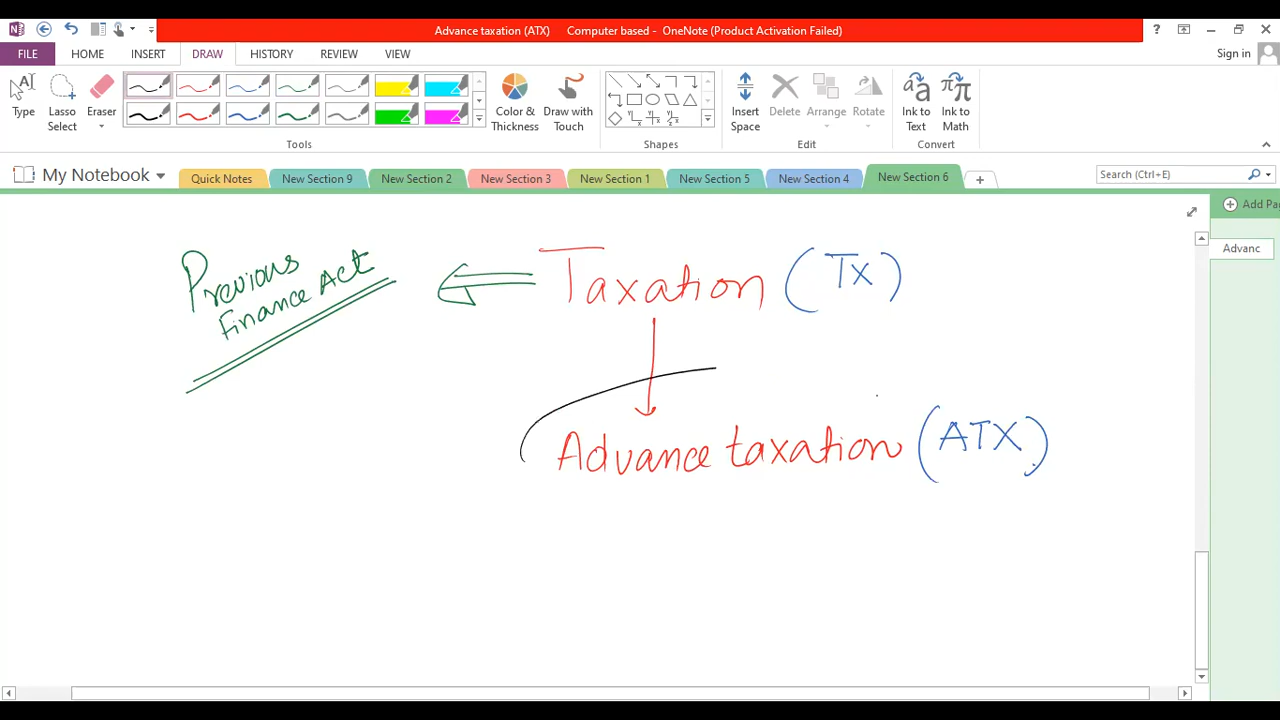 Advance taxation (ATX) Computer based - OneNote (Product Activation Failed)
FILE HOME INSERT DRAW HISTORY REVIEW VIEW Sign in
Type Lasso Select Eraser Color & Thickness Draw with Touch Insert Space Delete Arrange Rotate Ink to Text Ink to Math
Tools Shapes Edit Convert
My Notebook Quick Notes New Section 9 New Section 2 New Section 3 New Section 1 New Section 5 New Section 4 New Section 6 Search (Ctrl+E)
Add Pa
Advanc
Previous
Finance Act
Taxation (TX)
Advance taxation (ATX)